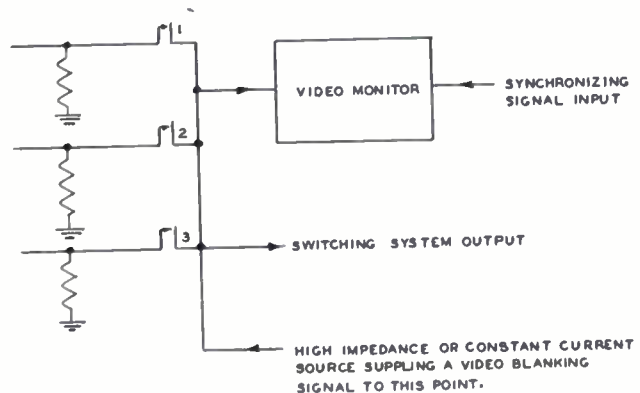 1
VIDEO MONITOR
SYNCHRONIZING
SIGNAL INPUT
2
3
SWITCHING SYSTEM OUTPUT
HIGH IMPEDANCE OR CONSTANT CURRENT
SOURCE SUPPLING A VIDEO BLANKING
SIGNAL TO THIS POINT.